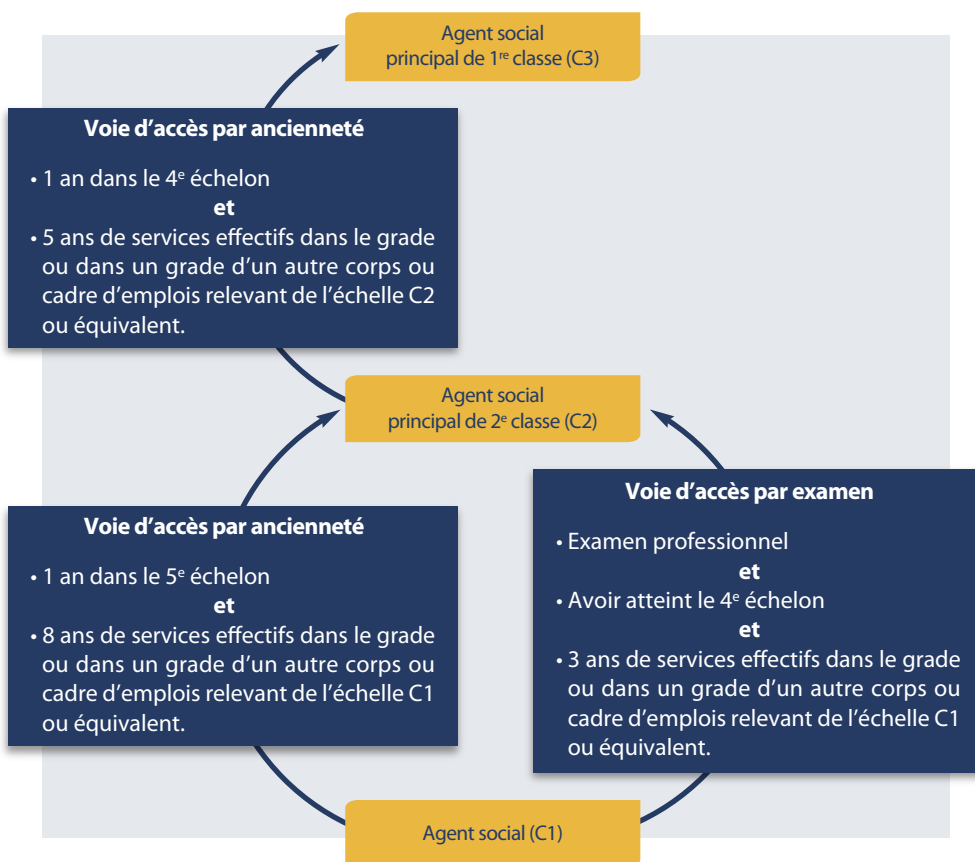 Agent social
principal de 1re classe (C3)
Voie d’accès par ancienneté
• 1 an dans le 4e échelon
et
• 5 ans de services effectifs dans le grade
ou dans un grade d’un autre corps ou
cadre d’emplois relevant de l’échelle C2
ou équivalent.
Agent social
principal de 2e classe (C2)
Voie d’accès par ancienneté
• 1 an dans le 5e échelon
et
• 8 ans de services effectifs dans le grade
ou dans un grade d’un autre corps ou
cadre d’emplois relevant de l’échelle C1
ou équivalent.
Voie d’accès par examen
• Examen professionnel
et
• Avoir atteint le 4e échelon
et
• 3 ans de services effectifs dans le grade
ou dans un grade d’un autre corps ou
cadre d’emplois relevant de l’échelle C1
ou équivalent.
Agent social (C1)